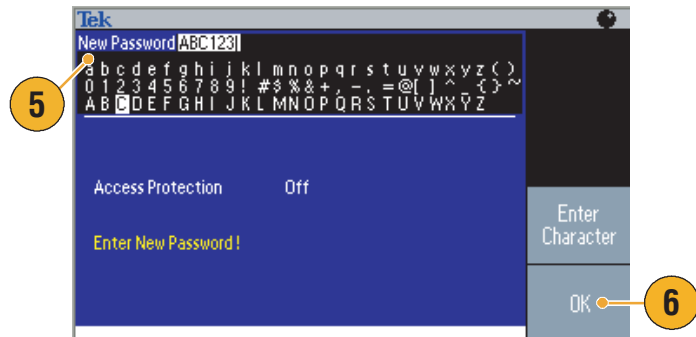 Tek
New Password ABC123
a b c d e f g h i j k l m n o p q r s t u v w x y z ( )
0 1 2 3 4 5 6 7 8 9 ! # $ % & + , - . = @ [ ] ^ _ { } ~
A B C D E F G H I J K L M N O P Q R S T U V W X Y Z
5
Access Protection Off
Enter New Password !
Enter
Character
OK
6